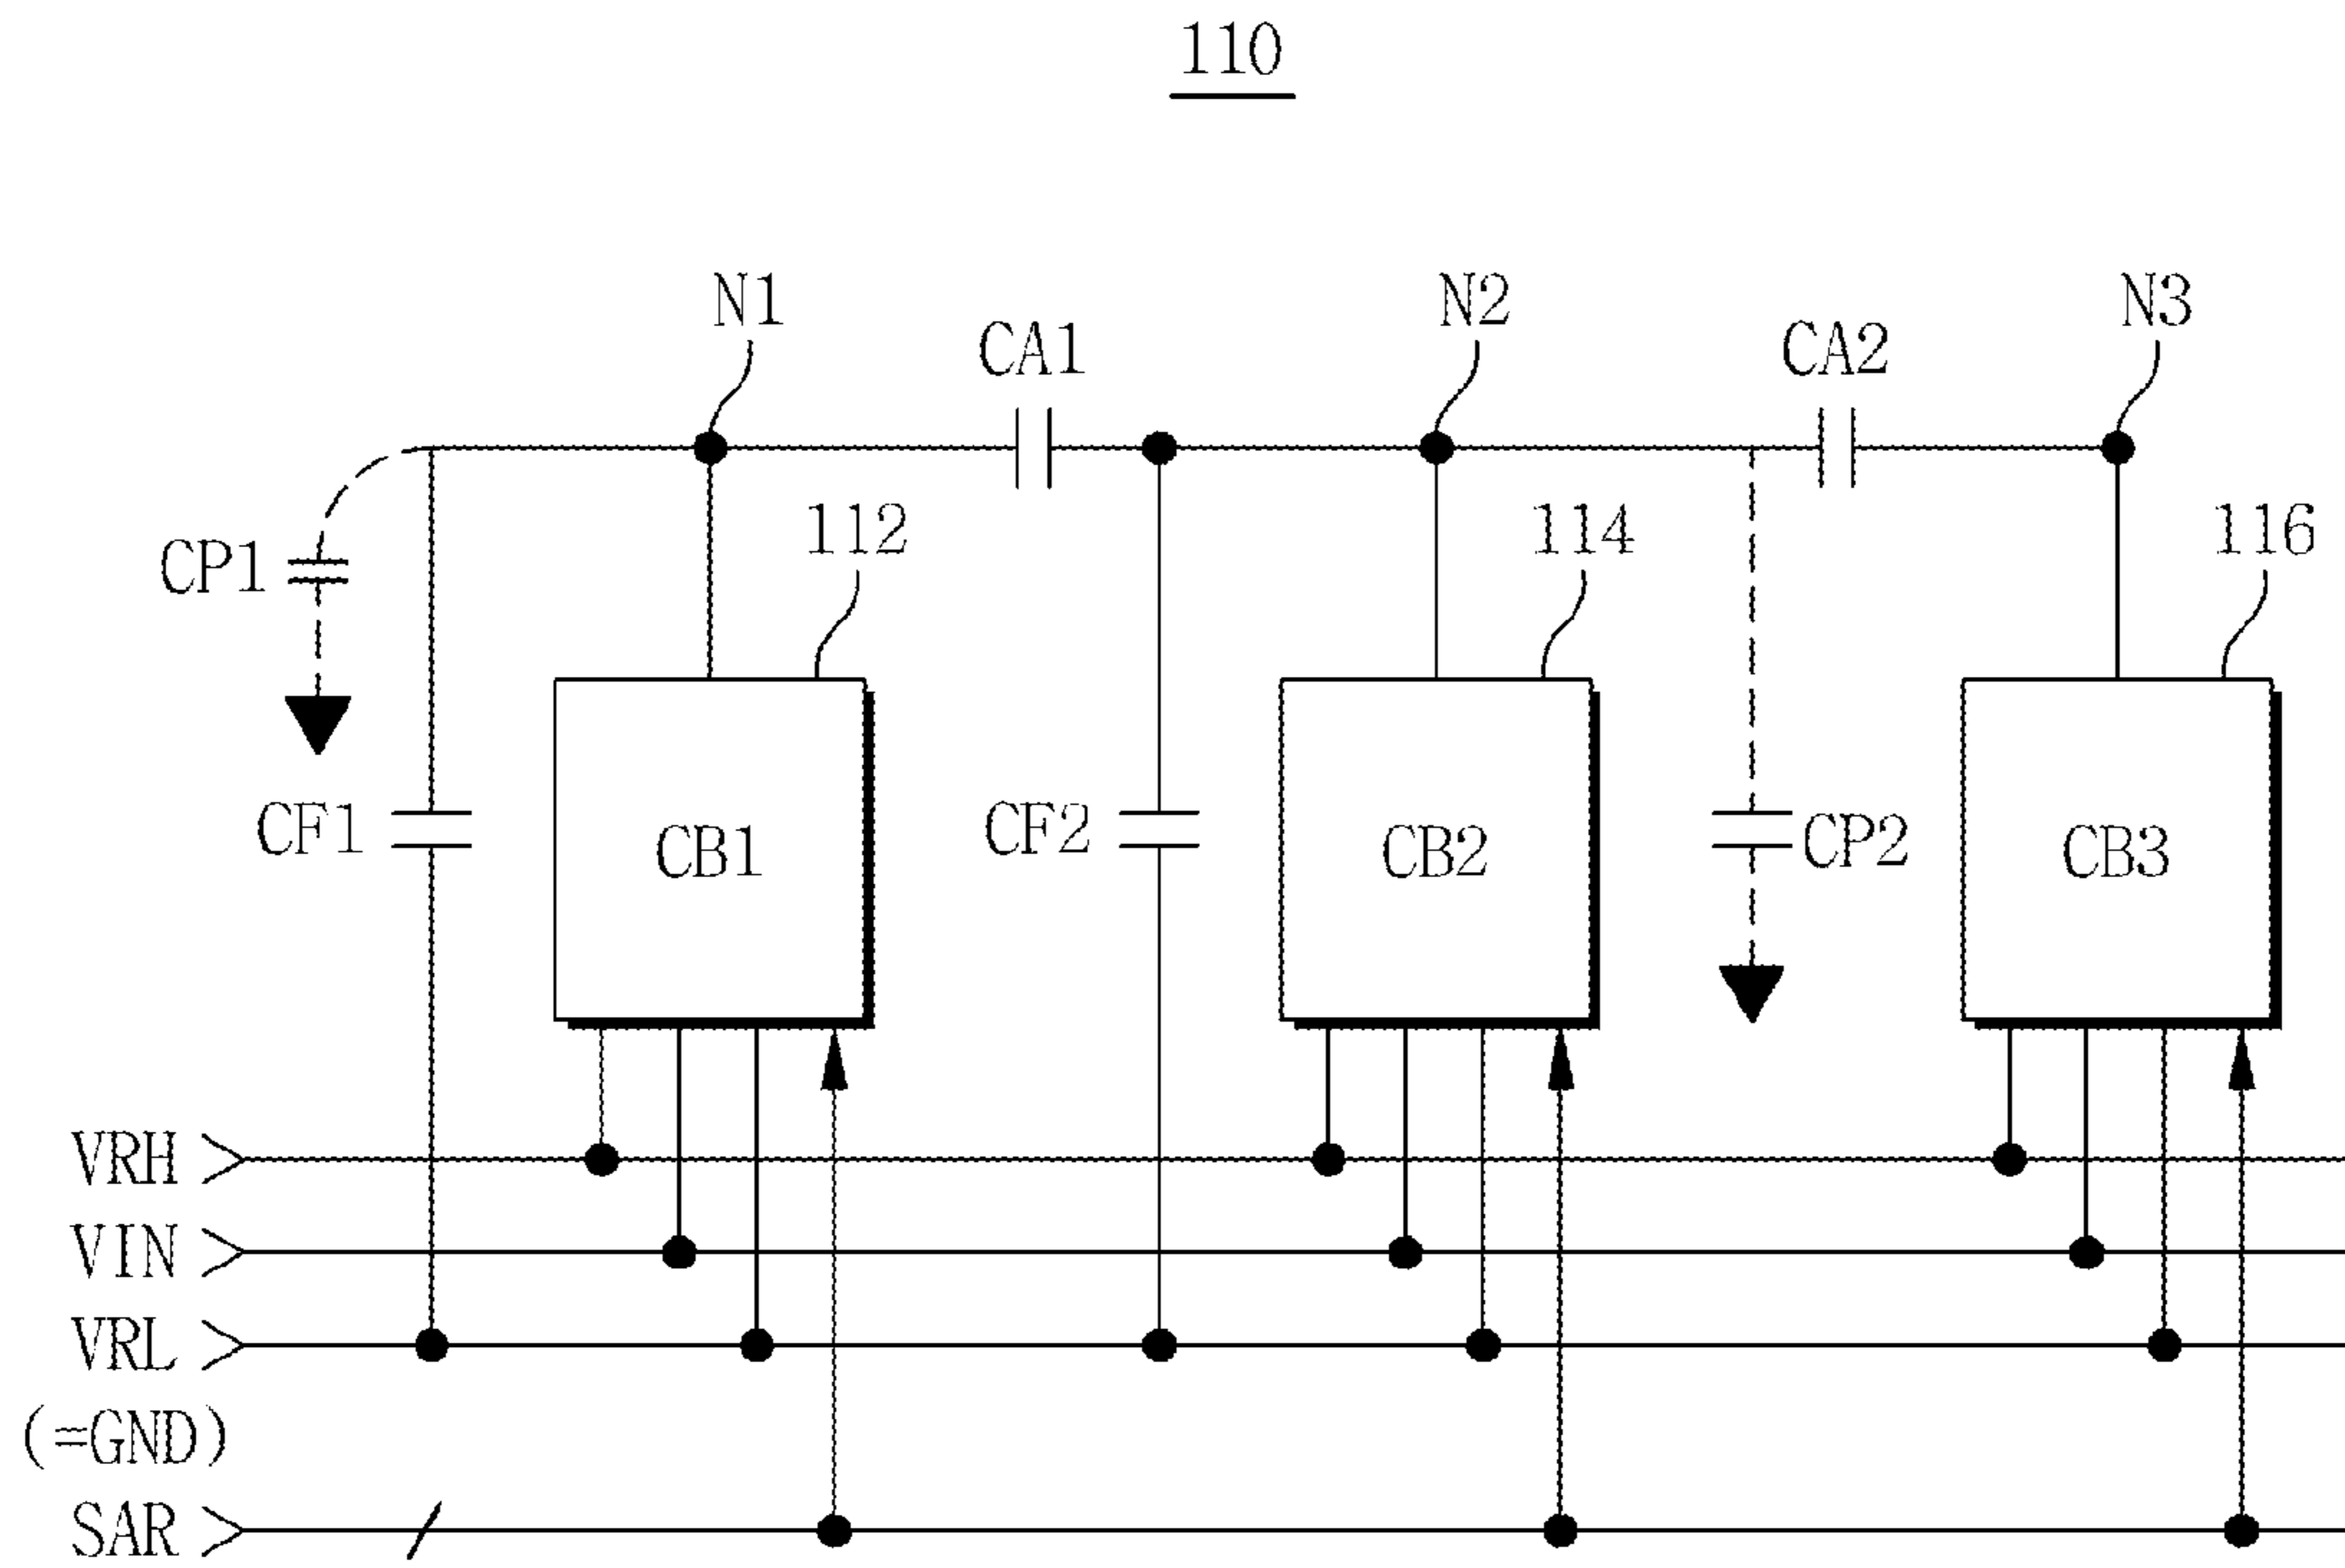 110
N1
N2
N3
CA1
CA2
112
114
116
CP1
CF1
CB1
CF2
CB2
CP2
CB3
VRH
VIN
VRL
(=GND)
SAR